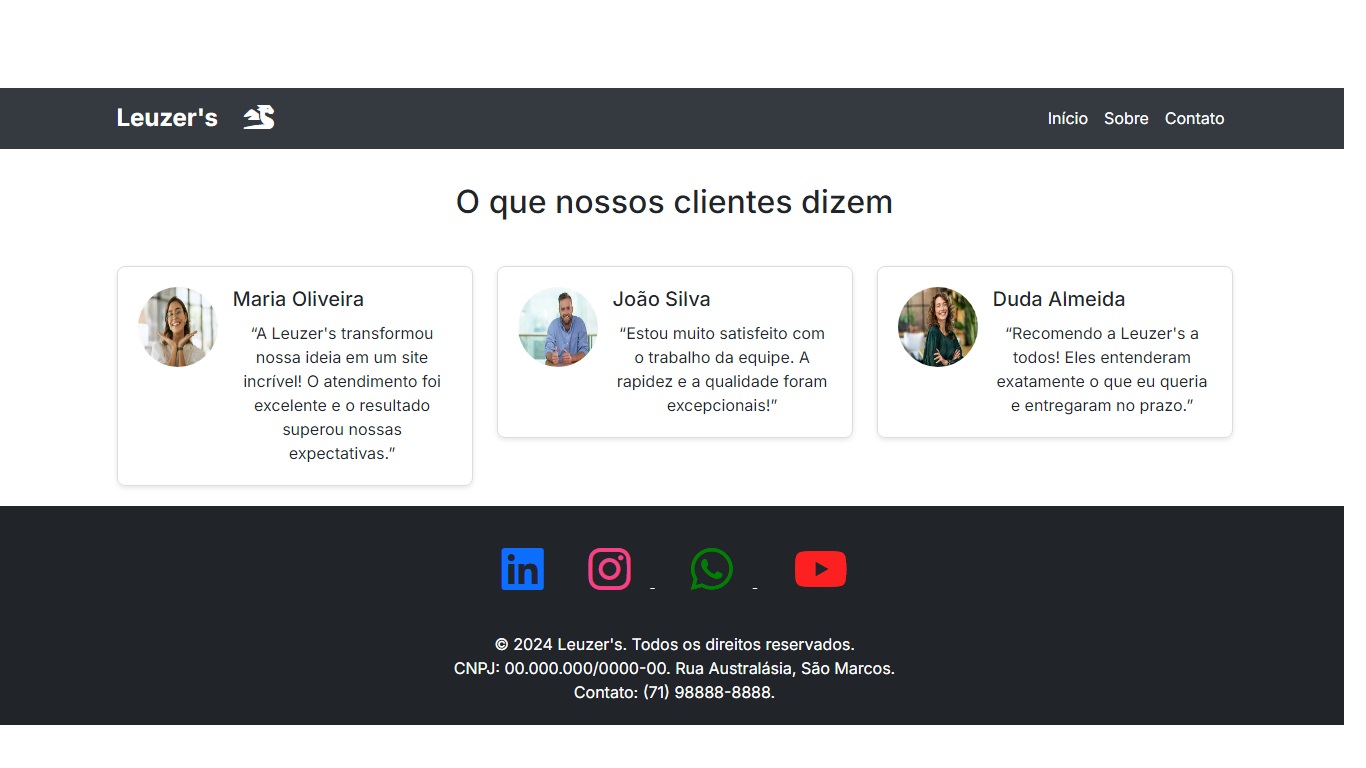 Leuzer's
Início Sobre Contato
O que nossos clientes dizem
Maria Oliveira
“A Leuzer's transformou
nossa ideia em um site
incrível! O atendimento foi
excelente e o resultado
superou nossas
expectativas.”
João Silva
“Estou muito satisfeito com
o trabalho da equipe. A
rapidez e a qualidade foram
excepcionais!”
Duda Almeida
“Recomendo a Leuzer's a
todos! Eles entenderam
exatamente o que eu queria
e entregaram no prazo.”
in
© 2024 Leuzer's. Todos os direitos reservados.
CNPJ: 00.000.000/0000-00. Rua Australásia, São Marcos.
Contato: (71) 98888-8888.